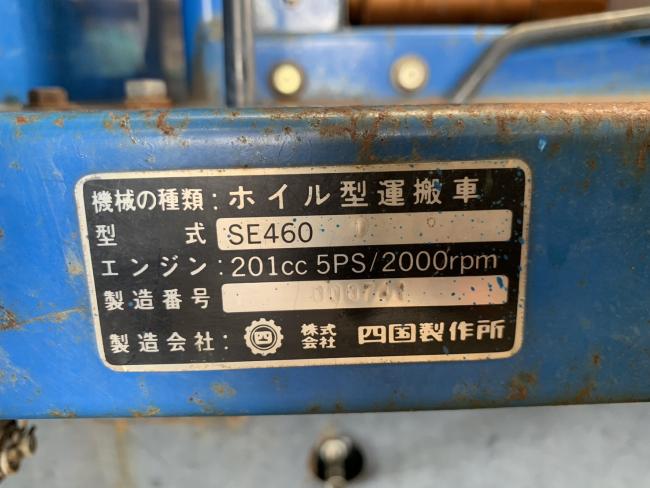 機械の種類:ホイル型運搬車
型式 SE460
エンジン:201cc 5PS/2000rpm
製造番号
製造会社: 四 株式会社 四国製作所